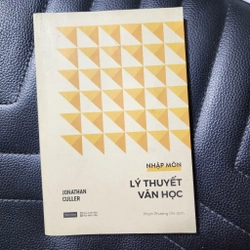 NHẬP MÔN
LÝ THUYẾT
VĂN HỌC
JONATHAN
CULLER